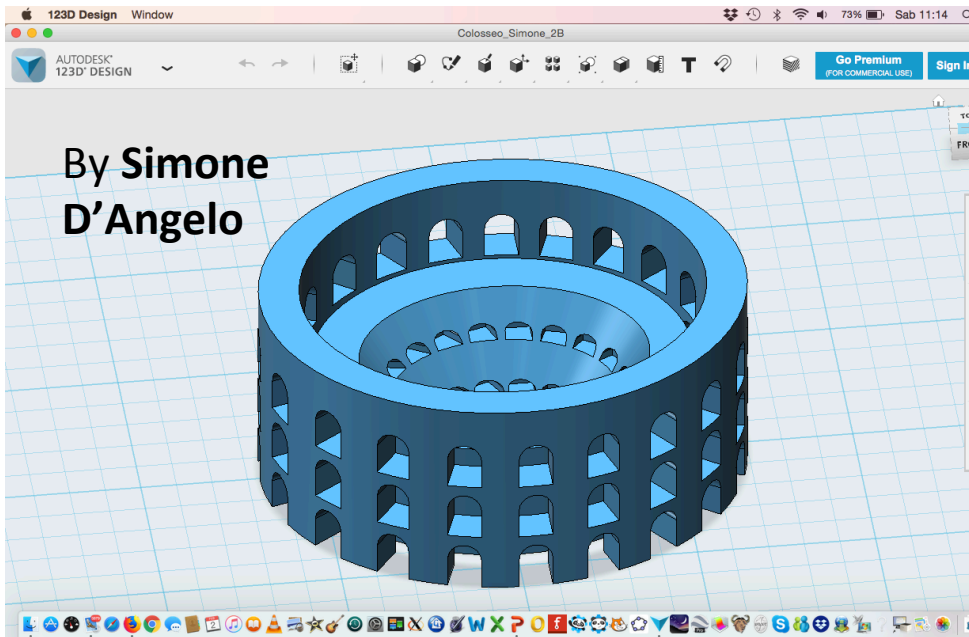 123D Design Window 73% Sab 11:14
Colosseo_Simone_2B
AUTODESK®
123D® DESIGN
Go Premium
(FOR COMMERCIAL USE)
Sign In
By Simone
D’Angelo